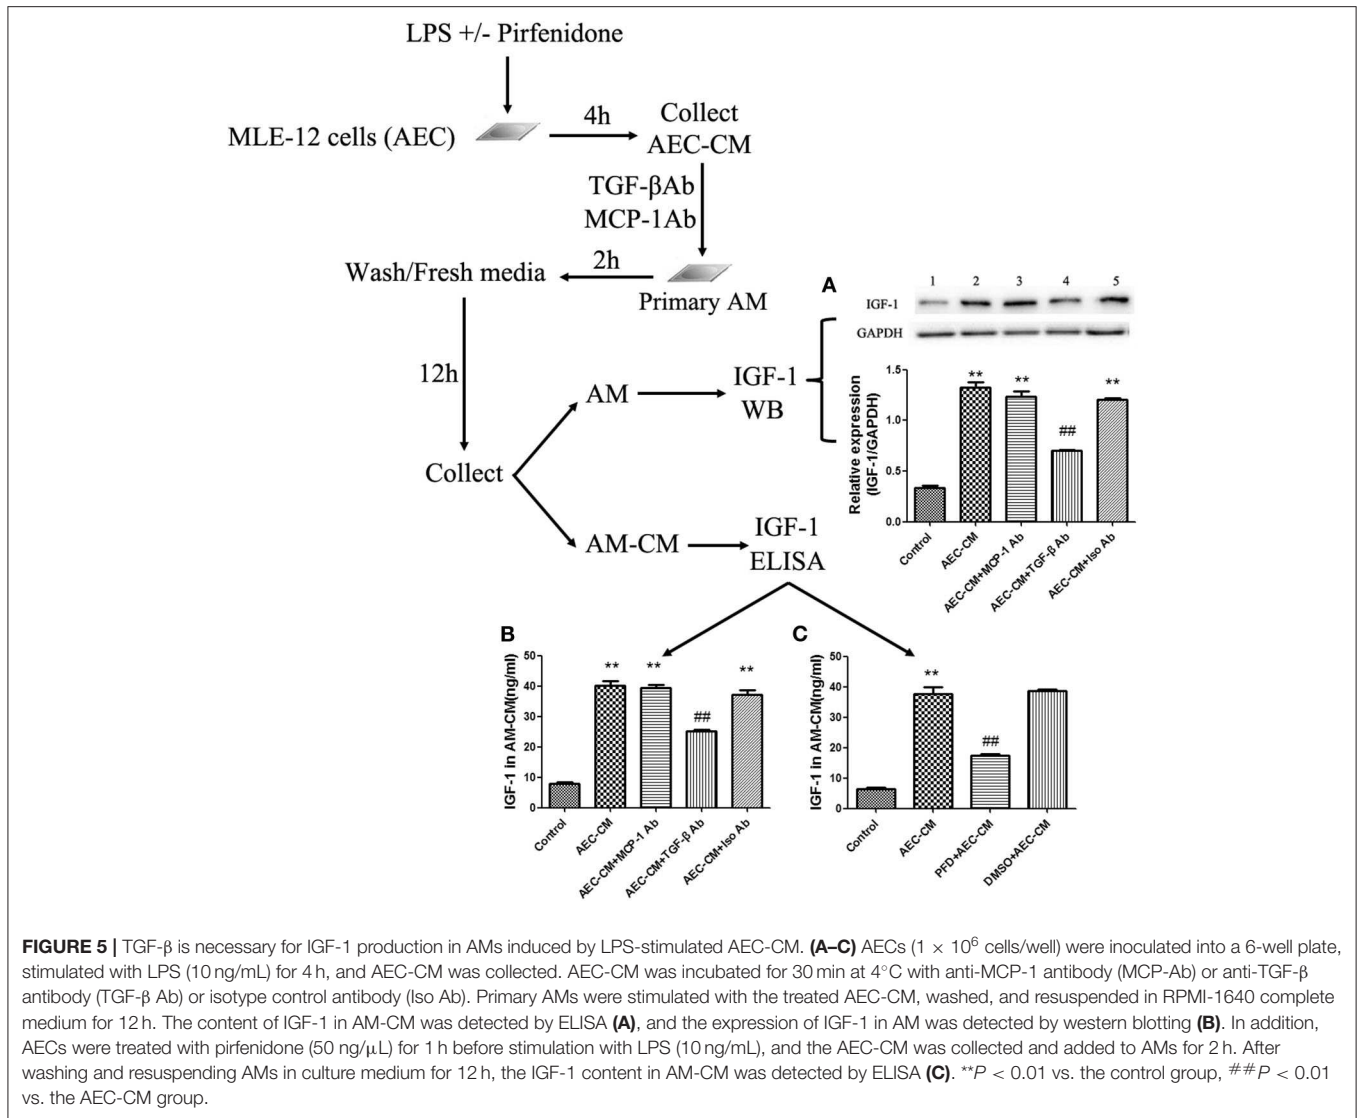 LPS +/- Pirfenidone
MLE-12 cells (AEC)
4h
Collect
AEC-CM
TGF-βAb
MCP-1Ab
Wash/Fresh media
2h
Primary AM
12h
Collect
AM
IGF-1
WB
AM-CM
IGF-1
ELISA
A
1 2 3 4 5
IGF-1
GAPDH
Relative expression
(IGF-1/GAPDH)
1.5
1.0
0.5
0.0
** ** ## **
Control
AEC-CM
AEC-CM+MCP-1 Ab
AEC-CM+TGF-β Ab
AEC-CM+Iso Ab
B
IGF-1 in AM-CM(ng/ml)
50
40
30
20
10
0
** ** ## **
Control
AEC-CM
AEC-CM+MCP-1 Ab
AEC-CM+TGF-β Ab
AEC-CM+Iso Ab
C
IGF-1 in AM-CM(ng/ml)
50
40
30
20
10
0
** ##
Control
AEC-CM
PFD+AEC-CM
DMSO+AEC-CM
FIGURE 5 | TGF-β is necessary for IGF-1 production in AMs induced by LPS-stimulated AEC-CM. (A–C) AECs (1 × 10⁶ cells/well) were inoculated into a 6-well plate,
stimulated with LPS (10 ng/mL) for 4 h, and AEC-CM was collected. AEC-CM was incubated for 30 min at 4°C with anti-MCP-1 antibody (MCP-Ab) or anti-TGF-β
antibody (TGF-β Ab) or isotype control antibody (Iso Ab). Primary AMs were stimulated with the treated AEC-CM, washed, and resuspended in RPMI-1640 complete
medium for 12 h. The content of IGF-1 in AM-CM was detected by ELISA (A), and the expression of IGF-1 in AM was detected by western blotting (B). In addition,
AECs were treated with pirfenidone (50 ng/μL) for 1 h before stimulation with LPS (10 ng/mL), and the AEC-CM was collected and added to AMs for 2 h. After
washing and resuspending AMs in culture medium for 12 h, the IGF-1 content in AM-CM was detected by ELISA (C). **P < 0.01 vs. the control group, ##P < 0.01
vs. the AEC-CM group.